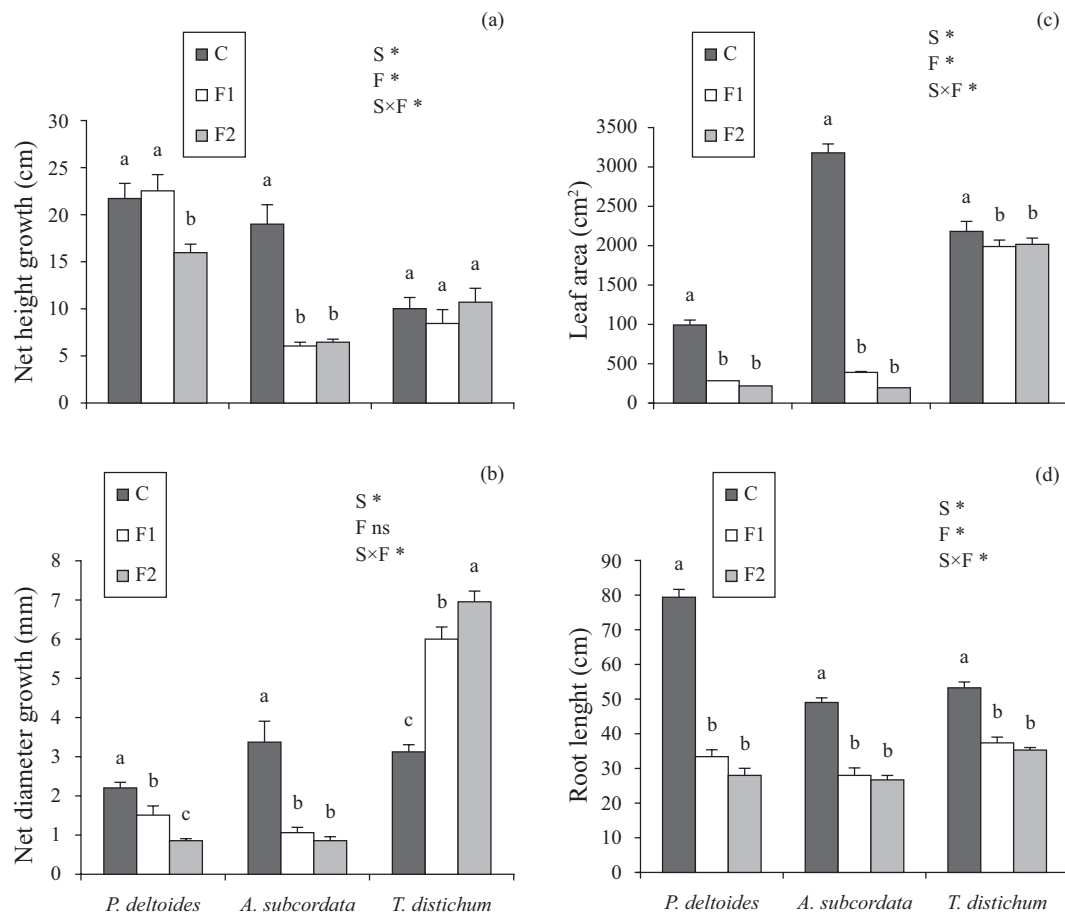 (a)
C
F1
F2
S *
F *
S×F *
Net height growth (cm)
30
25
20
15
10
5
0
a a b
a b b
a a a
(c)
C
F1
F2
S *
F *
S×F *
Leaf area (cm²)
3500
3000
2500
2000
1500
100
500
0
a b b
a b b
a b b
(b)
C
F1
F2
S *
F ns
S×F *
Net diameter growth (mm)
8
7
6
5
4
3
2
1
0
a b c
a b b
c b a
P. deltoides A. subcordata T. distichum
(d)
C
F1
F2
S *
F *
S×F *
Root lenght (cm)
90
80
70
60
50
40
30
20
10
0
a b b
a b b
a b b
P. deltoides A. subcordata T. distichum